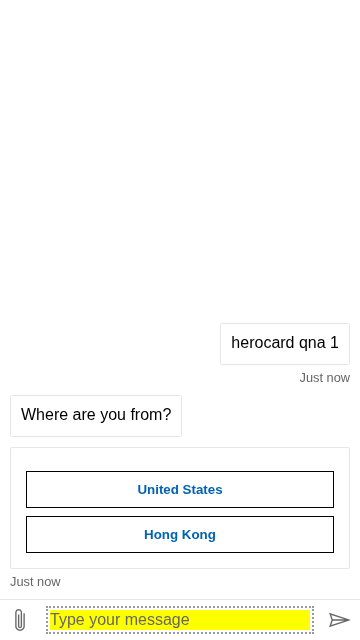 herocard qna 1
Just now
Where are you from?
United States
Hong Kong
Just now
Type your message